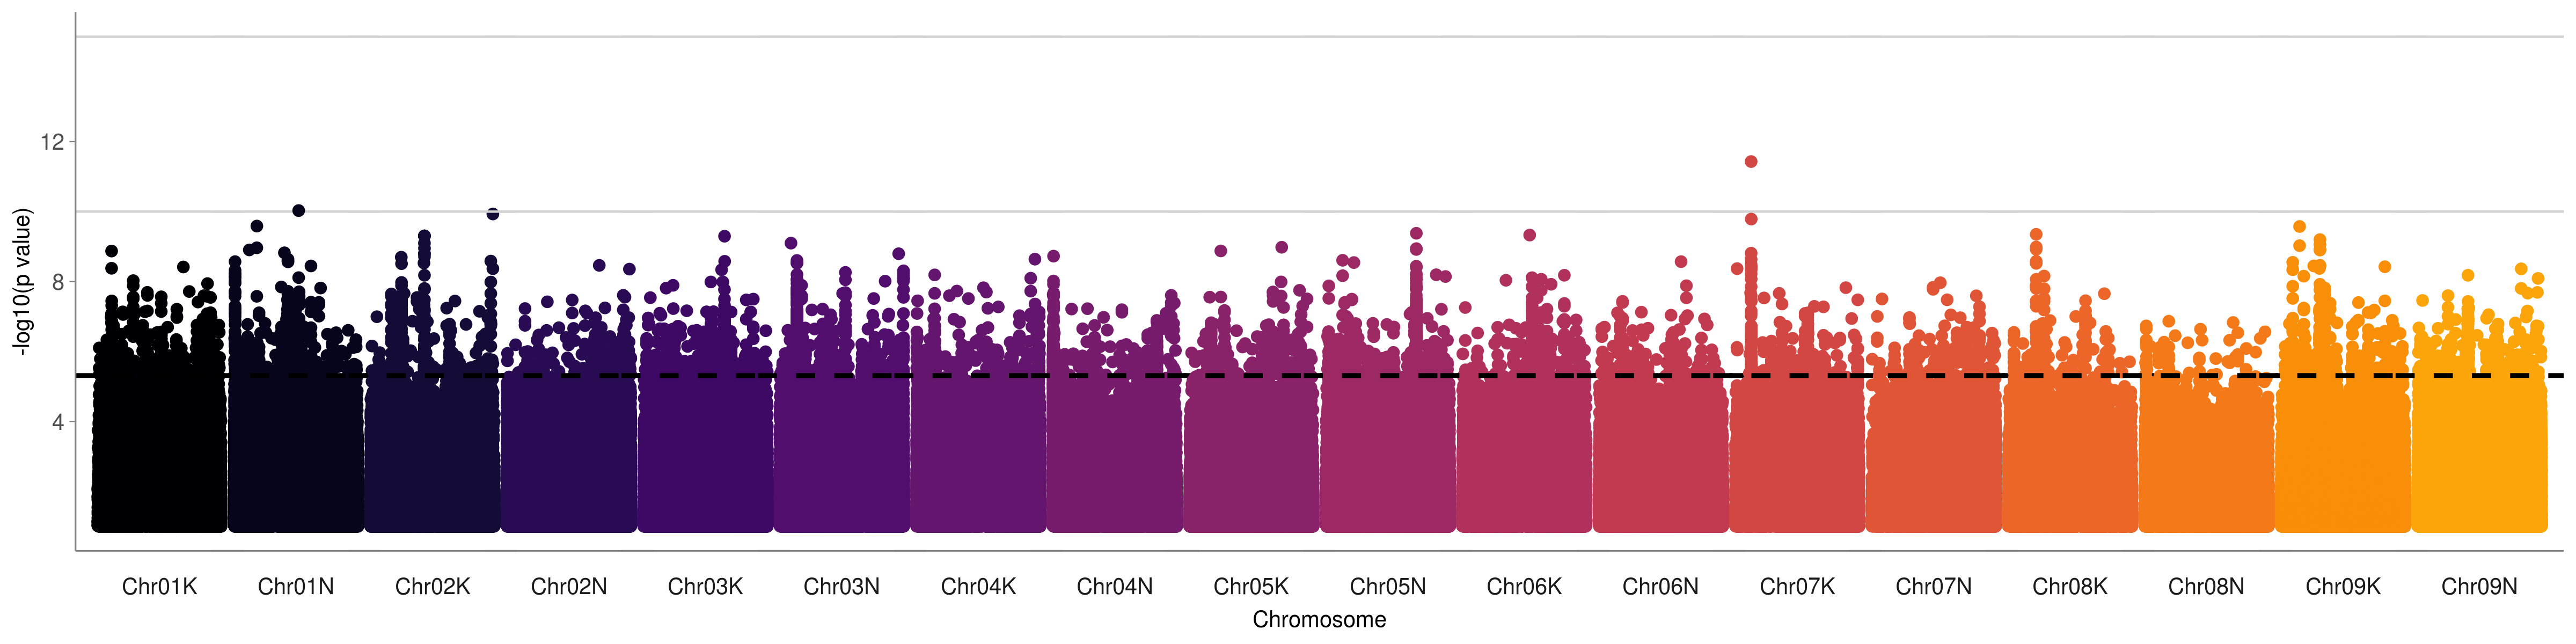 12
8
4
-log10(p value)
Chr01K Chr01N Chr02K Chr02N Chr03K Chr03N Chr04K Chr04N Chr05K Chr05N Chr06K Chr06N Chr07K Chr07N Chr08K Chr08N Chr09K Chr09N
Chromosome